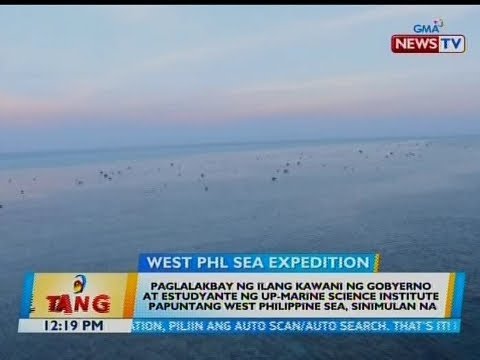 GMA
NEWS TV
WEST PHL SEA EXPEDITION
PAGLALAKBAY NG ILANG KAWANI NG GOBYERNO
AT ESTUDYANTE NG UP-MARINE SCIENCE INSTITUTE
PAPUNTANG WEST PHILIPPINE SEA, SINIMULAN NA
TANG
12:19 PM
ATION, PILIIN ANG AUTO SCAN/AUTO SEARCH. THAT'S IT!